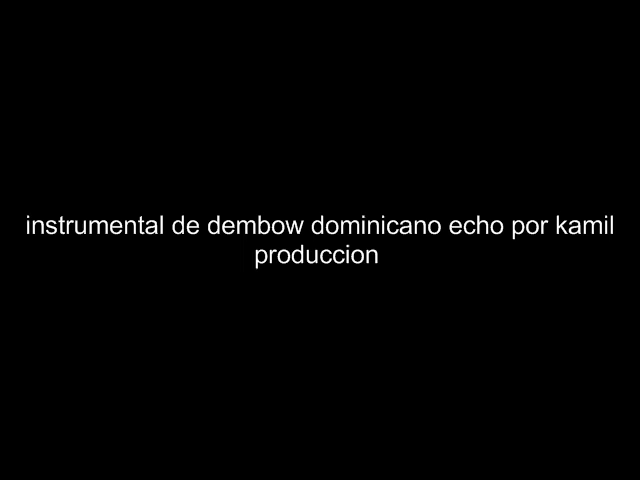 instrumental de dembow dominicano echo por kamil
produccion